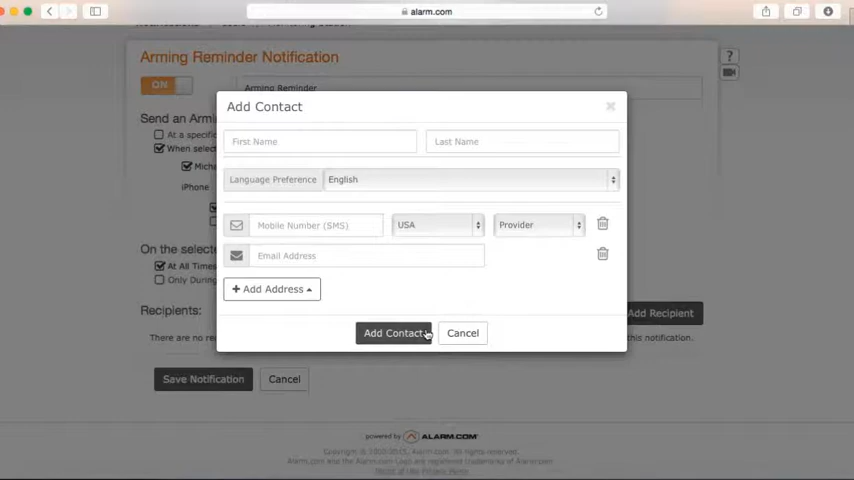 alarm.com
Arming Reminder Notification
ON
Arming Reminder
Add Contact
Send an Armi
First Name
Last Name
At a specif
When selec
Micha
Language Preference
English
iPhone
Mobile Number (SMS)
USA
Provider
On the selecte
Email Address
At All Times
Only During
+ Add Address
Recipients:
Add Recipient
There are no re
this notification.
Add Contact
Cancel
Save Notification
Cancel
powered by ALARM.COM
?